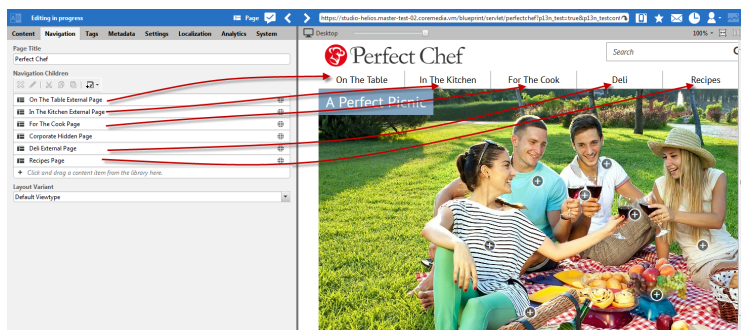 Editing in progress
Page
https://studio-helios.master-test-02.coremedia.vm/blueprint/servlet/perfectchef?p13n_test=true&p13n_testcont
Content Navigation Tags Metadata Settings Localization Analytics System
Desktop
100%
Page Title
Perfect Chef
Navigation Children
On The Table External Page
In The Kitchen External Page
For The Cook Page
Corporate Hidden Page
Deli External Page
Recipes Page
Click and drag a content item from the library here.
Layout Variant
Default Viewtype
Perfect Chef
Search
On The Table In The Kitchen For The Cook Deli Recipes
A Perfect Picnic